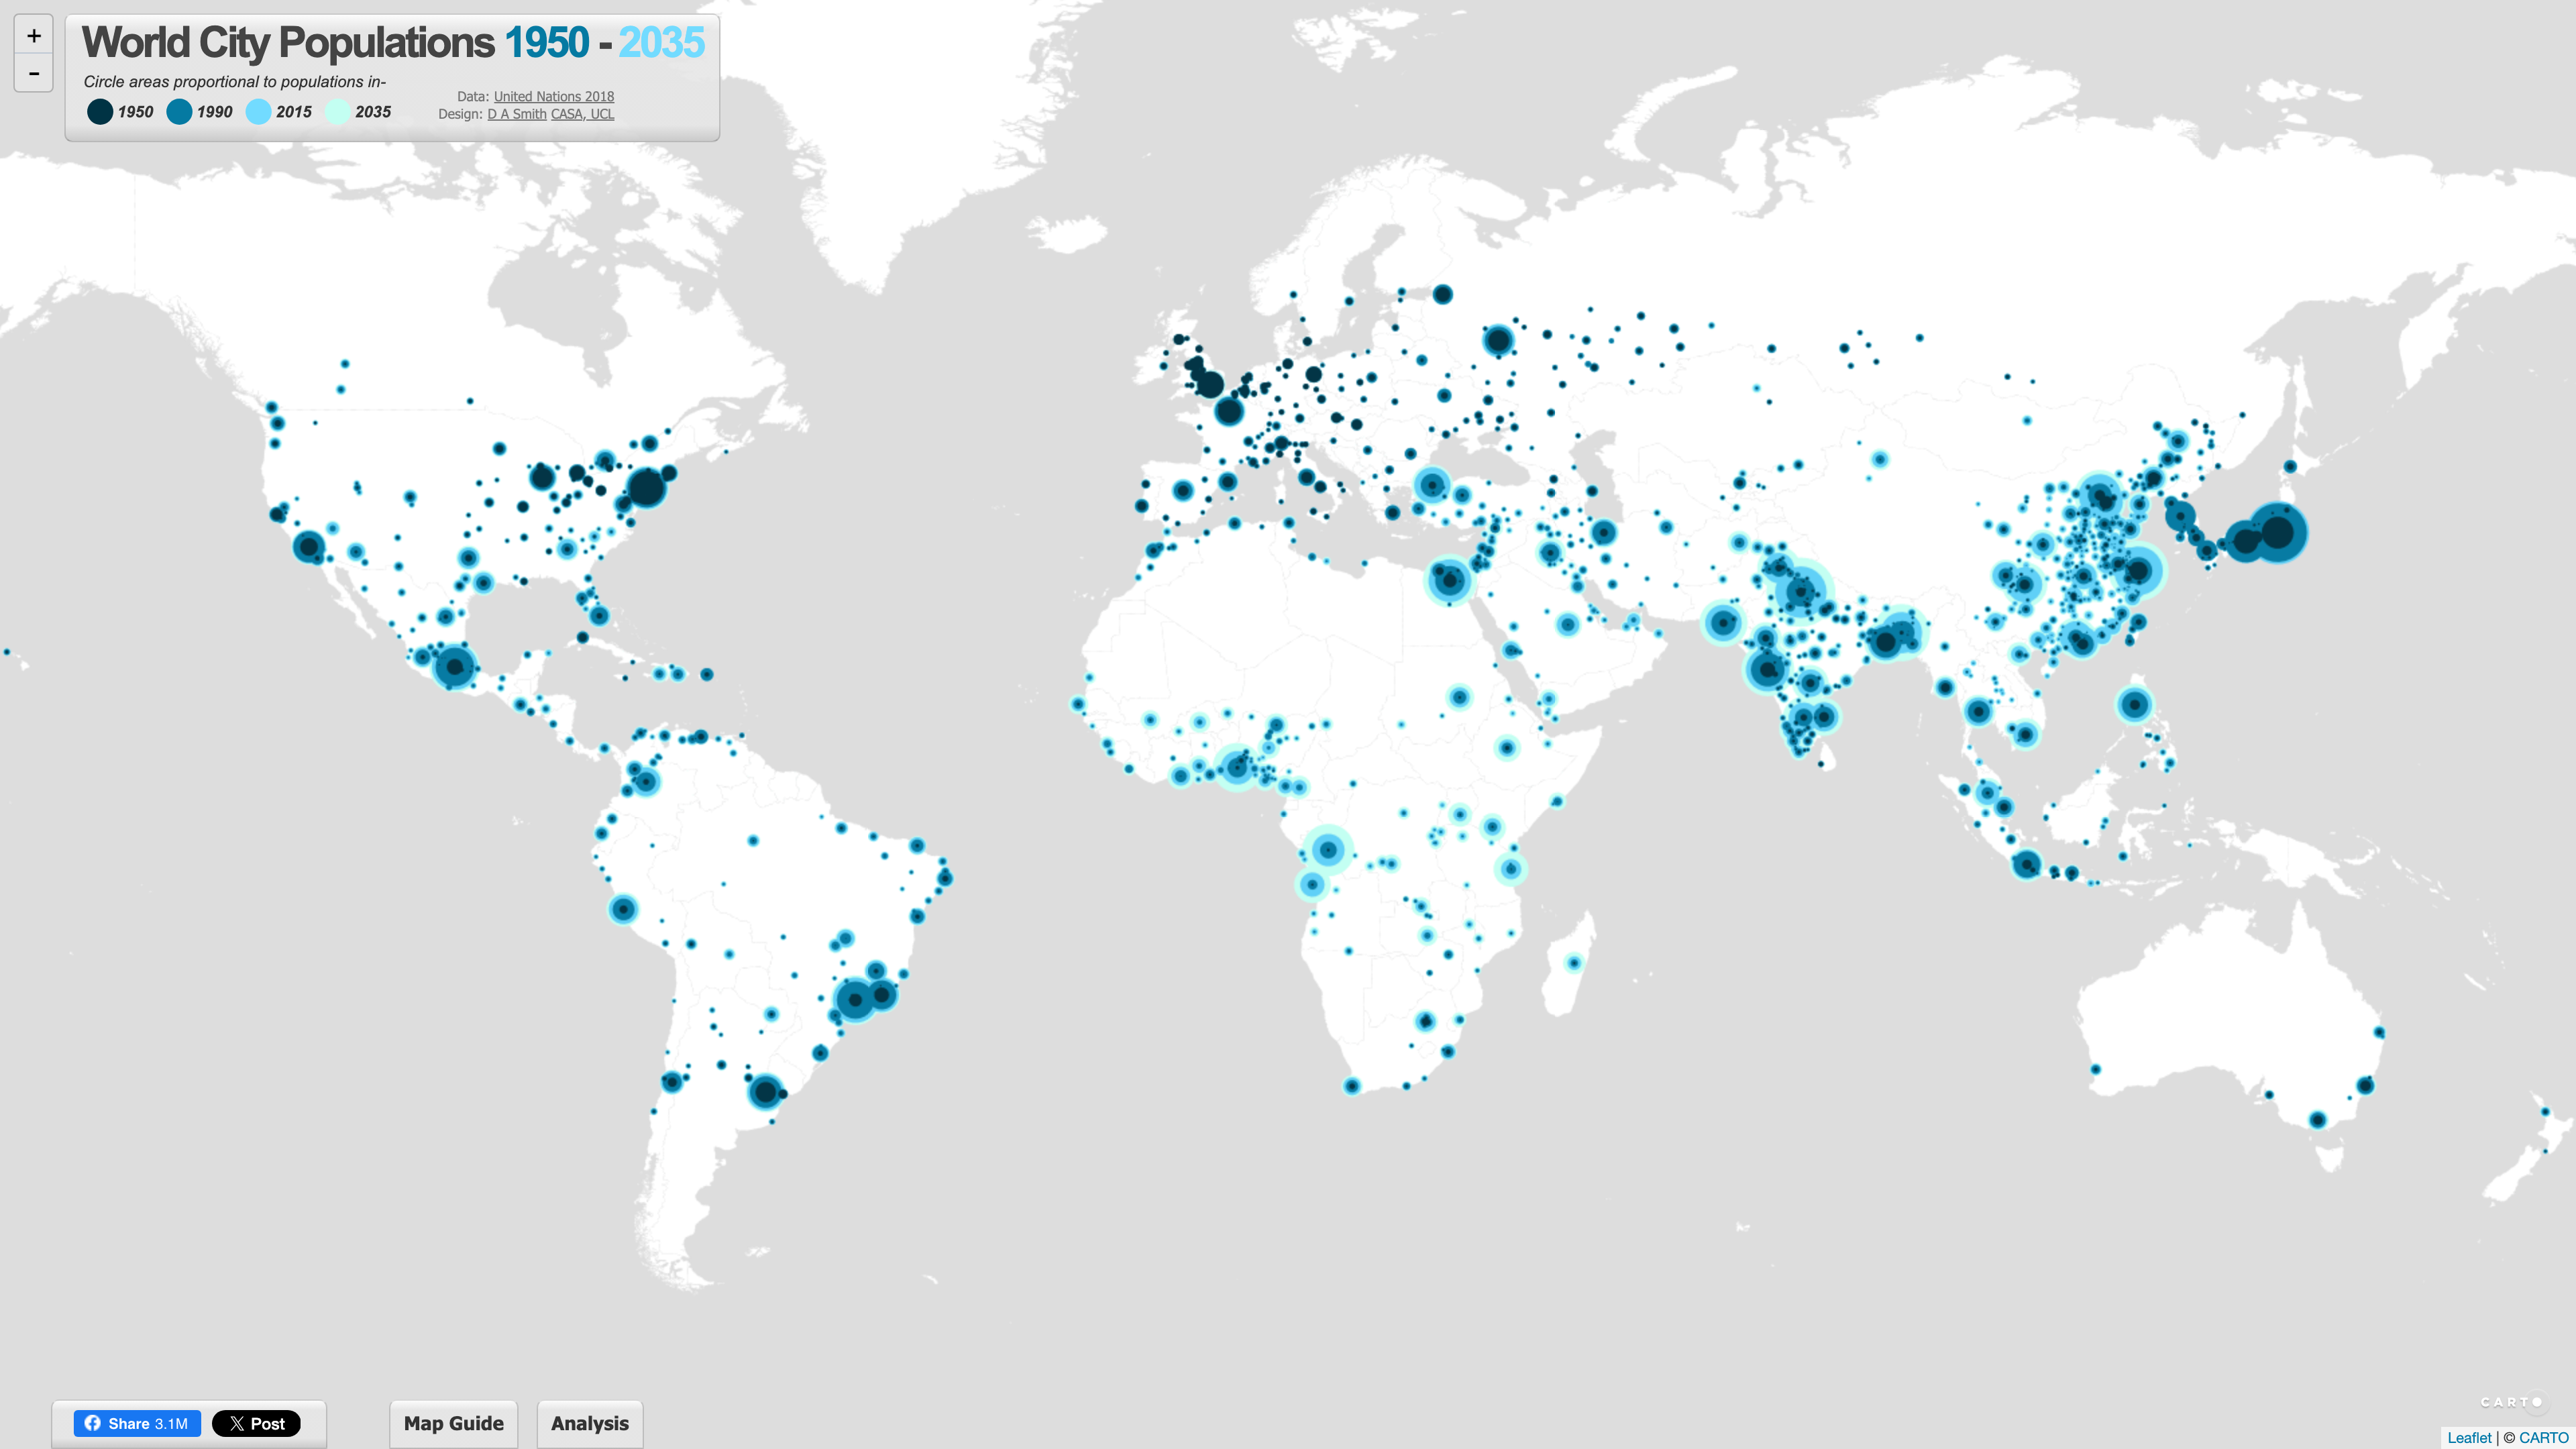 +
-
World City Populations 1950 - 2035
Circle areas proportional to populations in-
1950 1990 2015 2035
Data: United Nations 2018
Design: D A Smith CASA, UCL
Share 3.1M
Post
Map Guide
Analysis
CARTO
Leaflet | © CARTO